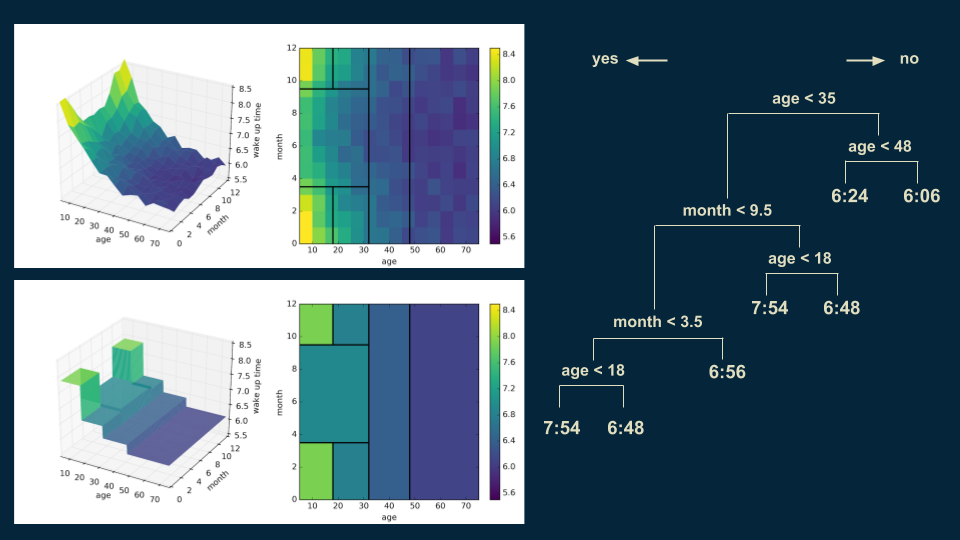 yes
no
age < 35
age < 48
6:24
6:06
month < 9.5
age < 18
7:54
6:48
month < 3.5
6:56
age < 18
7:54
6:48
8.5
8.0
7.5
7.0
6.5
6.0
5.5
wake up time
10 20 30 40 50 60 70
age
0 2 4 6 8 10 12
month
12
10
8
6
4
2
0
month
10 20 30 40 50 60 70
age
8.4
8.0
7.6
7.2
6.8
6.4
6.0
5.6
8.5
8.0
7.5
7.0
6.5
6.0
5.5
wake up time
10 20 30 40 50 60 70
age
0 2 4 6 8 10 12
month
12
10
8
6
4
2
0
month
10 20 30 40 50 60 70
age
8.4
8.0
7.6
7.2
6.8
6.4
6.0
5.6